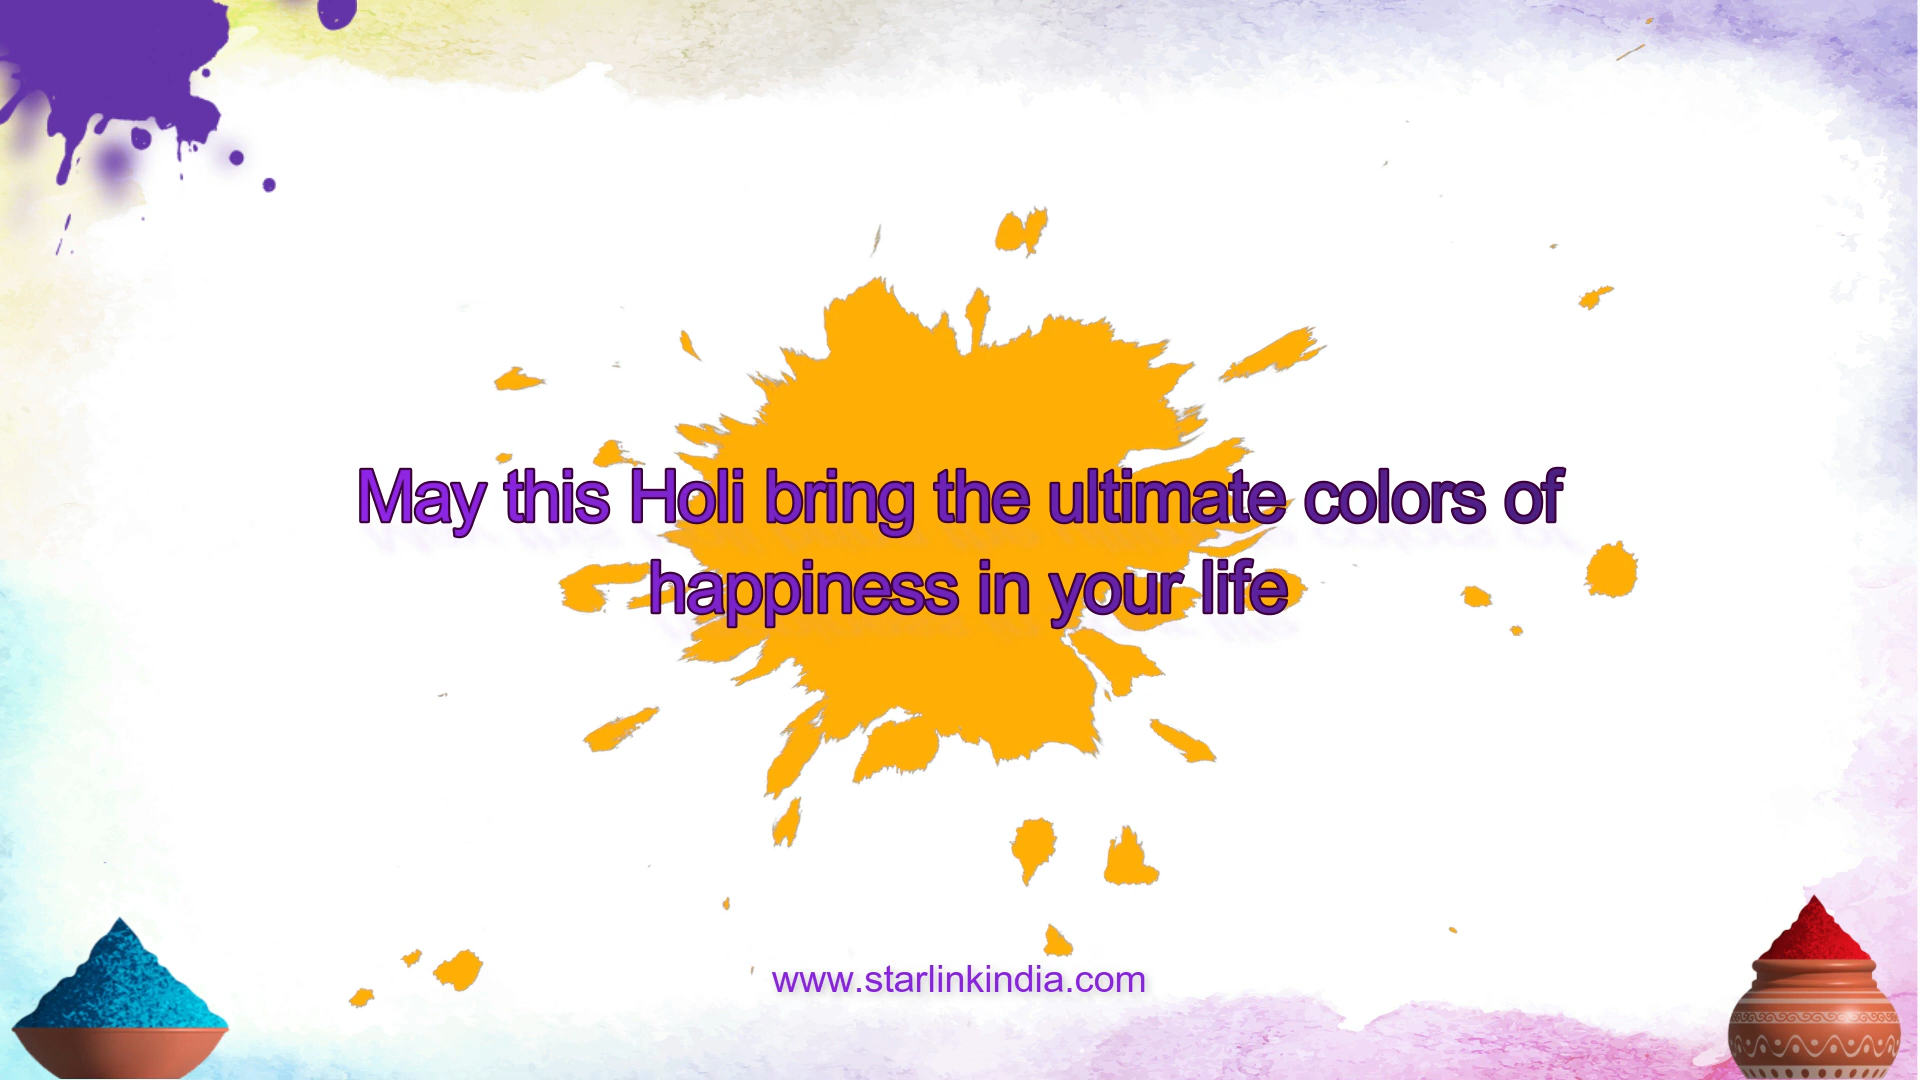 May this Holi bring the ultimate colors of
happiness in your life
www.starlinkindia.com